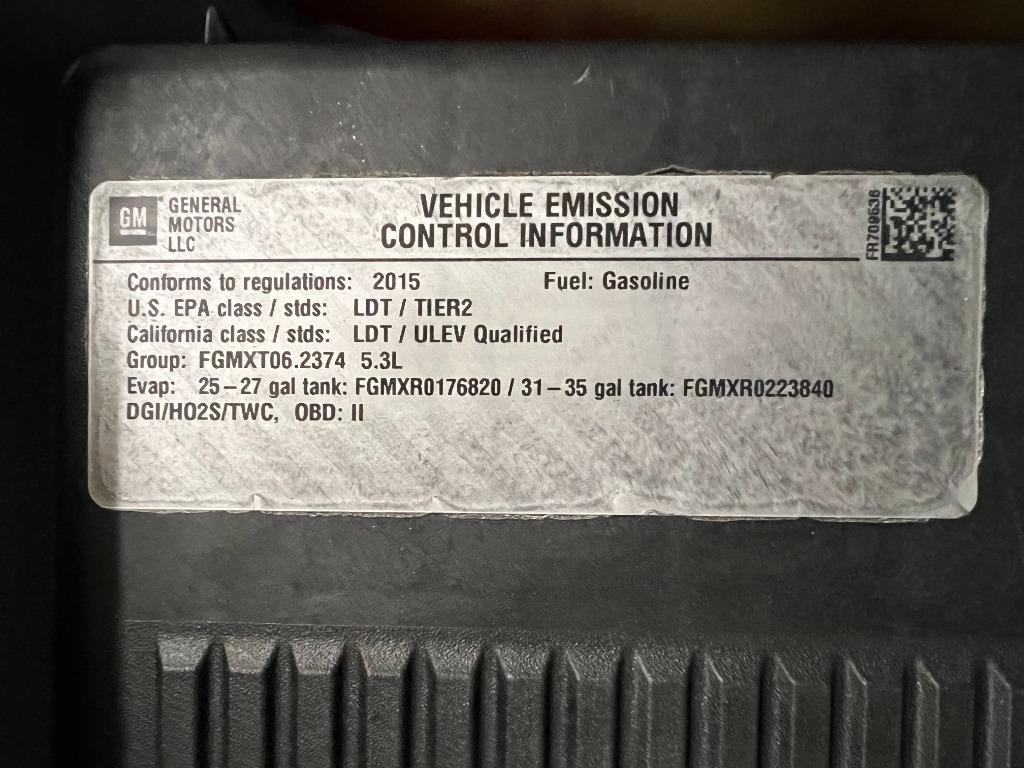 GM
GENERAL
MOTORS
LLC
VEHICLE EMISSION
CONTROL INFORMATION
FR709636
Conforms to regulations: 2015 Fuel: Gasoline
U.S. EPA class / stds: LDT / TIER2
California class / stds: LDT / ULEV Qualified
Group: FGMXT06.2374 5.3L
Evap: 25–27 gal tank: FGMXR0176820 / 31–35 gal tank: FGMXR0223840
DGI/HO2S/TWC, OBD: II